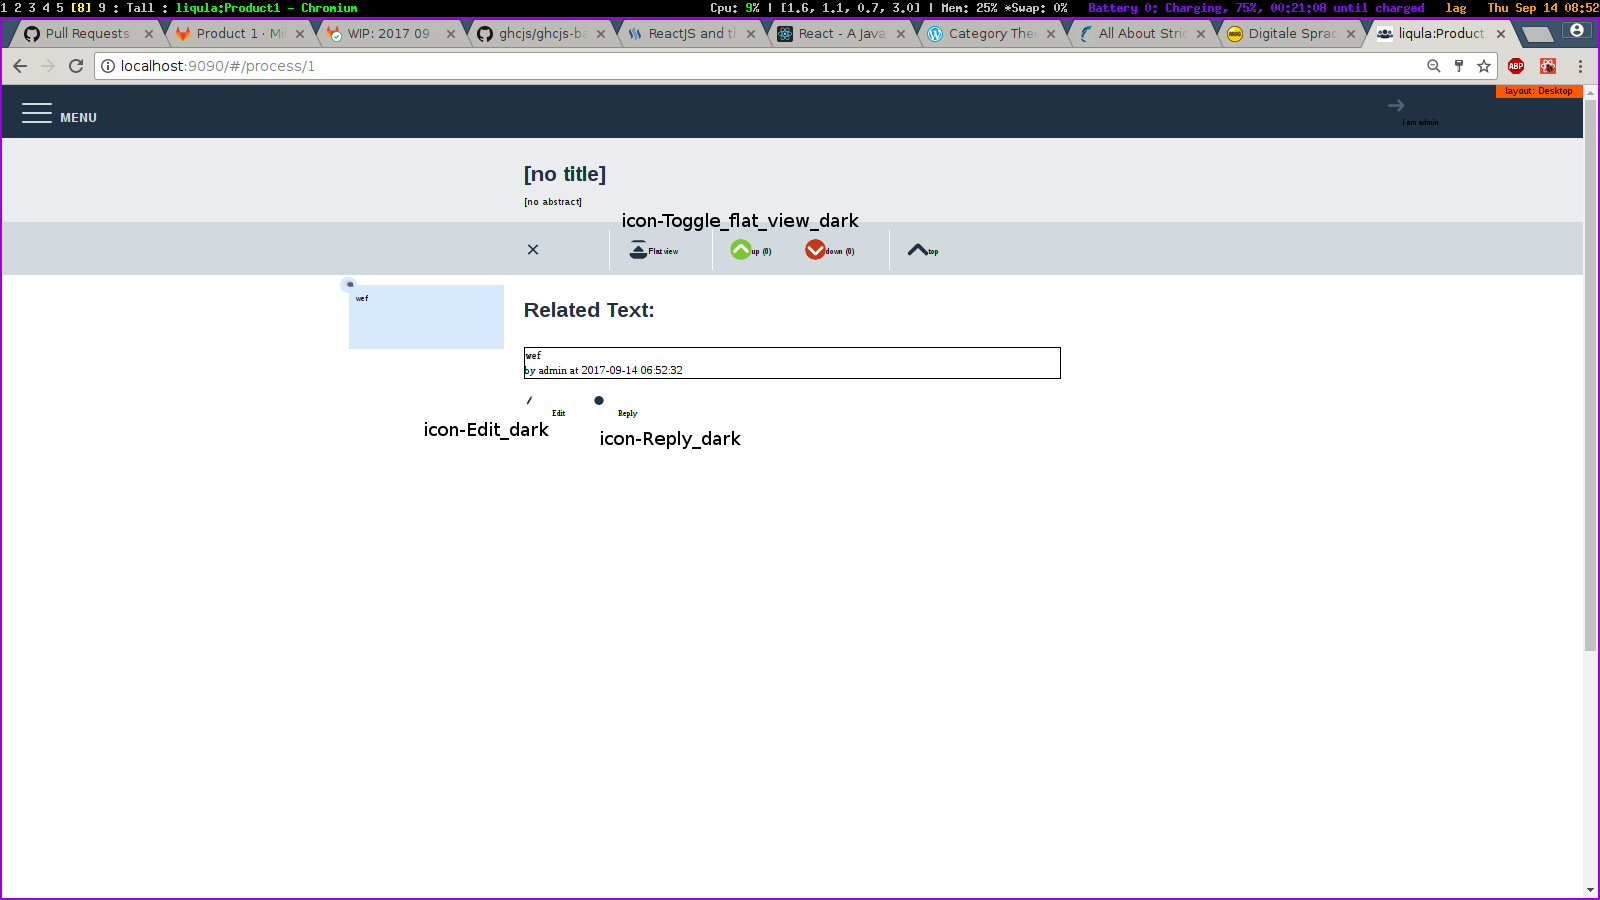 1 2 3 4 5 [8] 9 : Tall : liqula:Product1 - Chromium Cpu: 9% | [1.6, 1.1, 0.7, 3.0] | Mem: 25% *Swap: 0% Battery 0: Charging, 75%, 00:21:08 until charged lag Thu Sep 14 08:52
Pull Requests Product 1 · Mil WIP: 2017 09 ghcjs/ghcjs-ba ReactJS and th React - A Java Category The All About Stric Digitale Sprac liqula:Product
localhost:9090/#/process/1 ABP
layout: Desktop
MENU
I am admin
[no title]
[no abstract]
icon-Toggle_flat_view_dark
Flat view up (0) down (0) top
wef
Related Text:
wef
by admin at 2017-09-14 06:52:32
Edit Reply
icon-Edit_dark
icon-Reply_dark